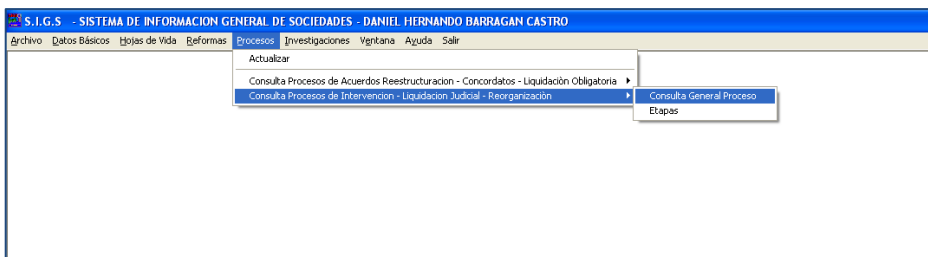 S.I.G.S - SISTEMA DE INFORMACION GENERAL DE SOCIEDADES - DANIEL HERNANDO BARRAGAN CASTRO
Archivo Datos Básicos Hojas de Vida Reformas Procesos Investigaciones Ventana Ayuda Salir
Actualizar
Consulta Procesos de Acuerdos Reestructuracion - Concordatos - Liquidaciòn Obligatoria
Consulta Procesos de Intervencion - Liquidacion Judicial - Reorganizaciòn
Consulta General Proceso
Etapas